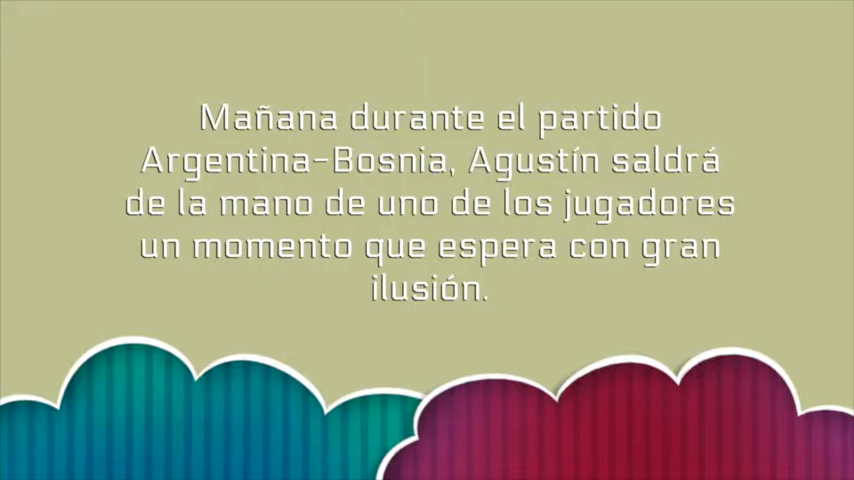 Mañana durante el partido
Argentina-Bosnia, Agustín saldrá
de la mano de uno de los jugadores
un momento que espera con gran
ilusión.